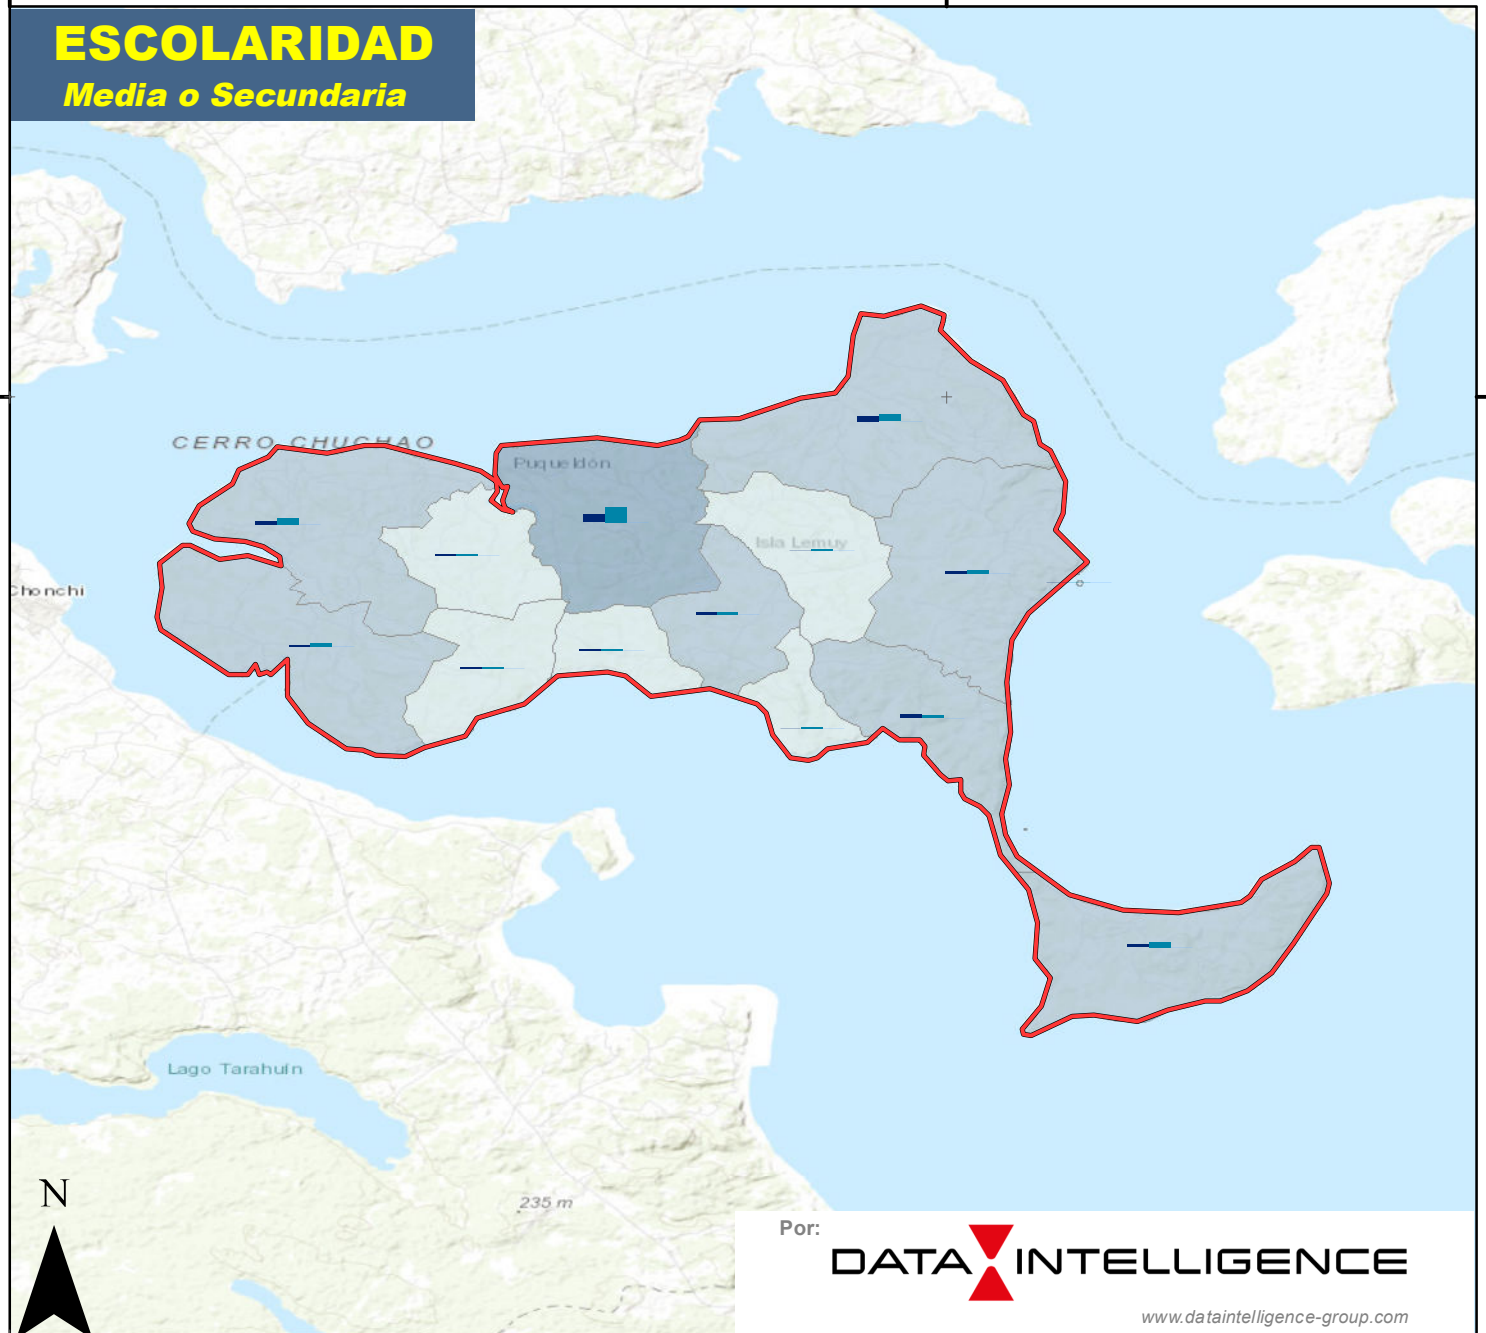 ESCOLARIDAD
Media o Secundaria
CERRO CHUCHAO
Puqueldón
Isla Lemuy
Chonchi
Lago Tarahuín
N
235 m
Por:
DATA INTELLIGENCE
www.dataintelligence-group.com